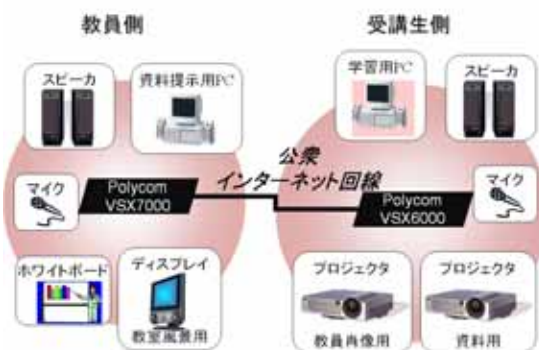 教員側
受講生側
スピーカ
資料提示用PC
学習用PC
スピーカ
公衆
インターネット回線
マイク
Polycom
VSX7000
Polycom
VSX6000
マイク
ホワイトボード
ディスプレイ
教室風景用
プロジェクタ
教員肖像用
プロジェクタ
資料用